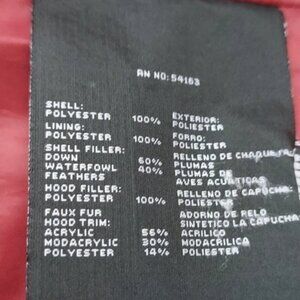 RN NO: 54163
SHELL:
POLYESTER 100%
LINING:
POLYESTER 100%
SHELL FILLER:
DOWN 60%
WATERFOWL 40%
FEATHERS
HOOD FILLER:
POLYESTER 100%
FAUX FUR
HOOD TRIM:
ACRYLIC 56%
MODACRYLIC 30%
POLYESTER 14%
EXTERIOR:
POLIESTER
FORRO:
POLIESTER
RELLENO DE CHAQUETA
PLUMAS
PLUMAS DE
AVES ACUATICAS
RELLENO DE CAPUCHA:
POLIESTER
ADORNO DE PELO
SINTETICO LA CAPUCHA
ACRILICO
MODACRILICA
POLIESTER